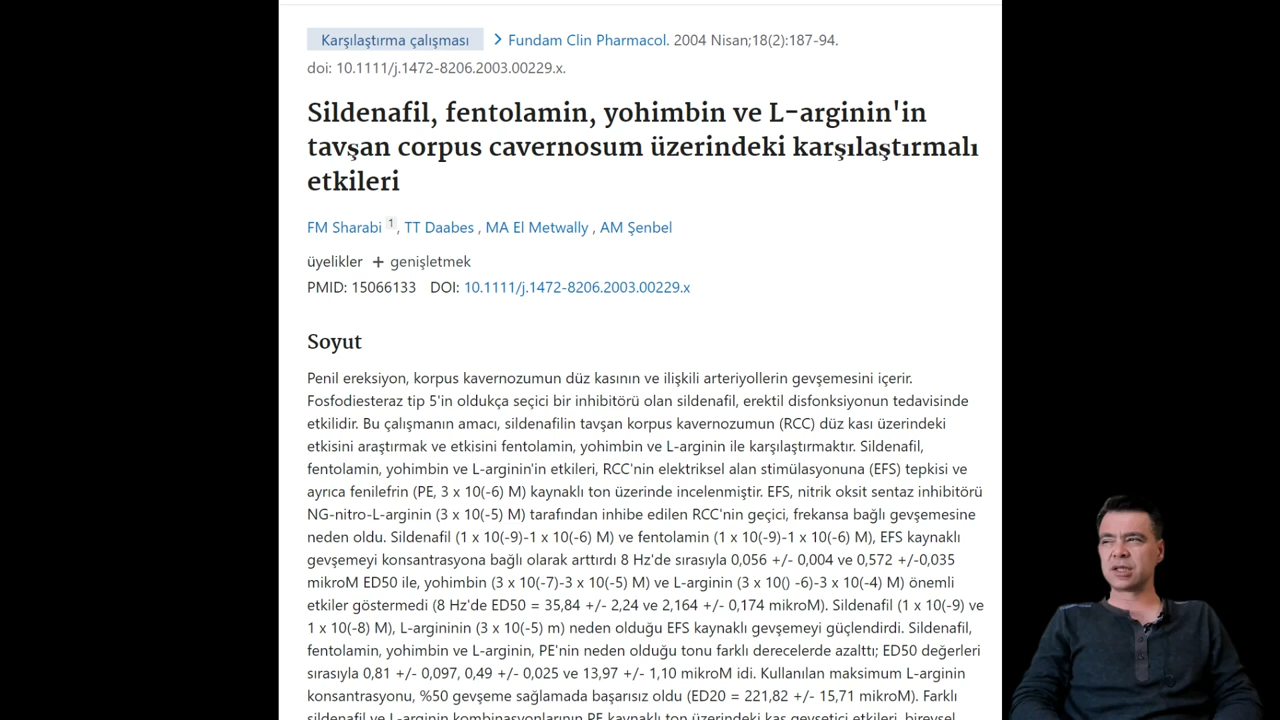 Karşılaştırma çalışması > Fundam Clin Pharmacol. 2004 Nisan;18(2):187-94.
doi: 10.1111/j.1472-8206.2003.00229.x.
Sildenafil, fentolamin, yohimbin ve L-arginin'in
tavşan corpus cavernosum üzerindeki karşılaştırmalı
etkileri
FM Sharabi 1, TT Daabes , MA El Metwally , AM Şenbel
üyelikler + genişletmek
PMID: 15066133 DOI: 10.1111/j.1472-8206.2003.00229.x
Soyut
Penil ereksiyon, korpus kavernozumun düz kasının ve ilişkili arteriyollerin gevşemesini içerir.
Fosfodiesteraz tip 5'in oldukça seçici bir inhibitörü olan sildenafil, erektil disfonksiyonun tedavisinde
etkilidir. Bu çalışmanın amacı, sildenafilin tavşan korpus kavernozumun (RCC) düz kası üzerindeki
etkisini araştırmak ve etkisini fentolamin, yohimbin ve L-arginin ile karşılaştırmaktır. Sildenafil,
fentolamin, yohimbin ve L-arginin'in etkileri, RCC'nin elektriksel alan stimülasyonuna (EFS) tepkisi ve
ayrıca fenilefrin (PE, 3 x 10(-6) M) kaynaklı ton üzerinde incelenmiştir. EFS, nitrik oksit sentaz inhibitörü
NG-nitro-L-arginin (3 x 10(-5) M) tarafından inhibe edilen RCC'nin geçici, frekansa bağlı gevşemesine
neden oldu. Sildenafil (1 x 10(-9)-1 x 10(-6) M) ve fentolamin (1 x 10(-9)-1 x 10(-6) M), EFS kaynaklı
gevşemeyi konsantrasyona bağlı olarak arttırdı 8 Hz'de sırasıyla 0,056 +/- 0,004 ve 0,572 +/-0,035
mikroM ED50 ile, yohimbin (3 x 10(-7)-3 x 10(-5) M) ve L-arginin (3 x 10() -6)-3 x 10(-4) M) önemli
etkiler göstermedi (8 Hz'de ED50 = 35,84 +/- 2,24 ve 2,164 +/- 0,174 mikroM). Sildenafil (1 x 10(-9) ve
1 x 10(-8) M), L-argininin (3 x 10(-5) m) neden olduğu EFS kaynaklı gevşemeyi güçlendirdi. Sildenafil,
fentolamin, yohimbin ve L-arginin, PE'nin neden olduğu tonu farklı derecelerde azalttı; ED50 değerleri
sırasıyla 0,81 +/- 0,097, 0,49 +/- 0,025 ve 13,97 +/- 1,10 mikroM idi. Kullanılan maksimum L-arginin
konsantrasyonu, %50 gevşeme sağlamada başarısız oldu (ED20 = 221,82 +/- 15,71 mikroM). Farklı
sildenafil ve L-arginin kombinasyonlarının PE kaynaklı ton üzerindeki kas gevşetici etkileri, bireysel